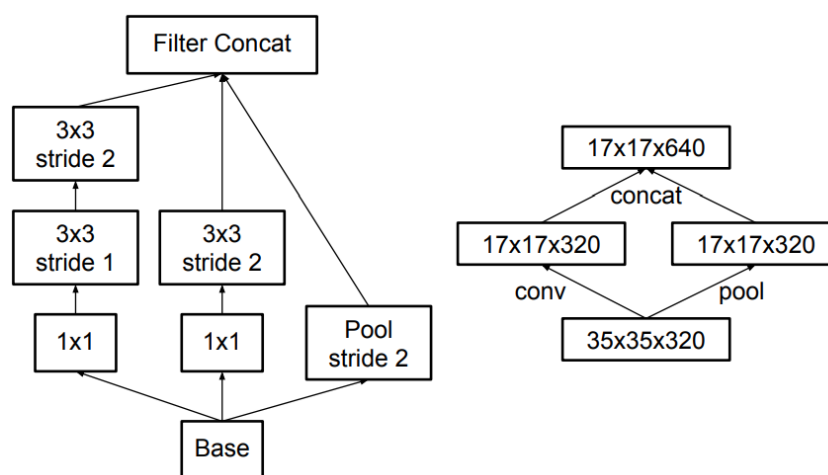 Filter Concat
3x3
stride 2
3x3
stride 1
3x3
stride 2
1x1
1x1
Pool
stride 2
Base
17x17x640
concat
17x17x320
17x17x320
conv
pool
35x35x320